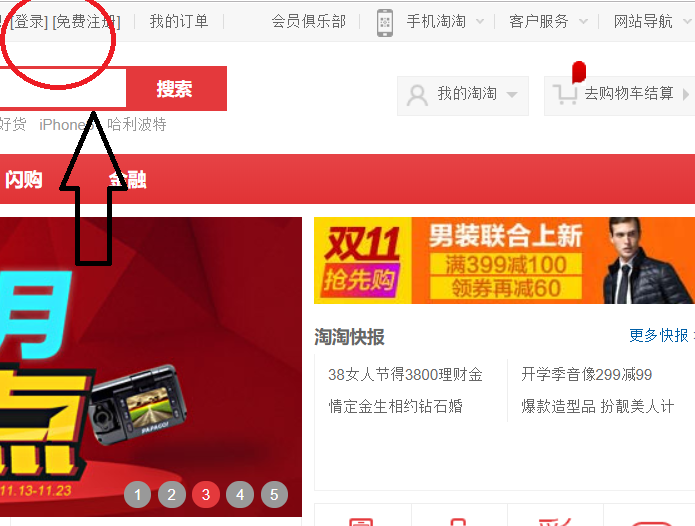 [登录] [免费注册] 我的订单 会员俱乐部 手机淘淘 客户服务 网站导航
搜索
我的淘淘 去购物车结算
好货 iPhone6 哈利波特
闪购 金融
月
点
PAPAGO!
11.13-11.23
1 2 3 4 5
双11
抢先购
男装联合上新
满399减100
领券再减60
淘淘快报 更多快报
38女人节得3800理财金 开学季音像299减99
情定金生相约钻石婚 爆款造型品 扮靓美人计
彩